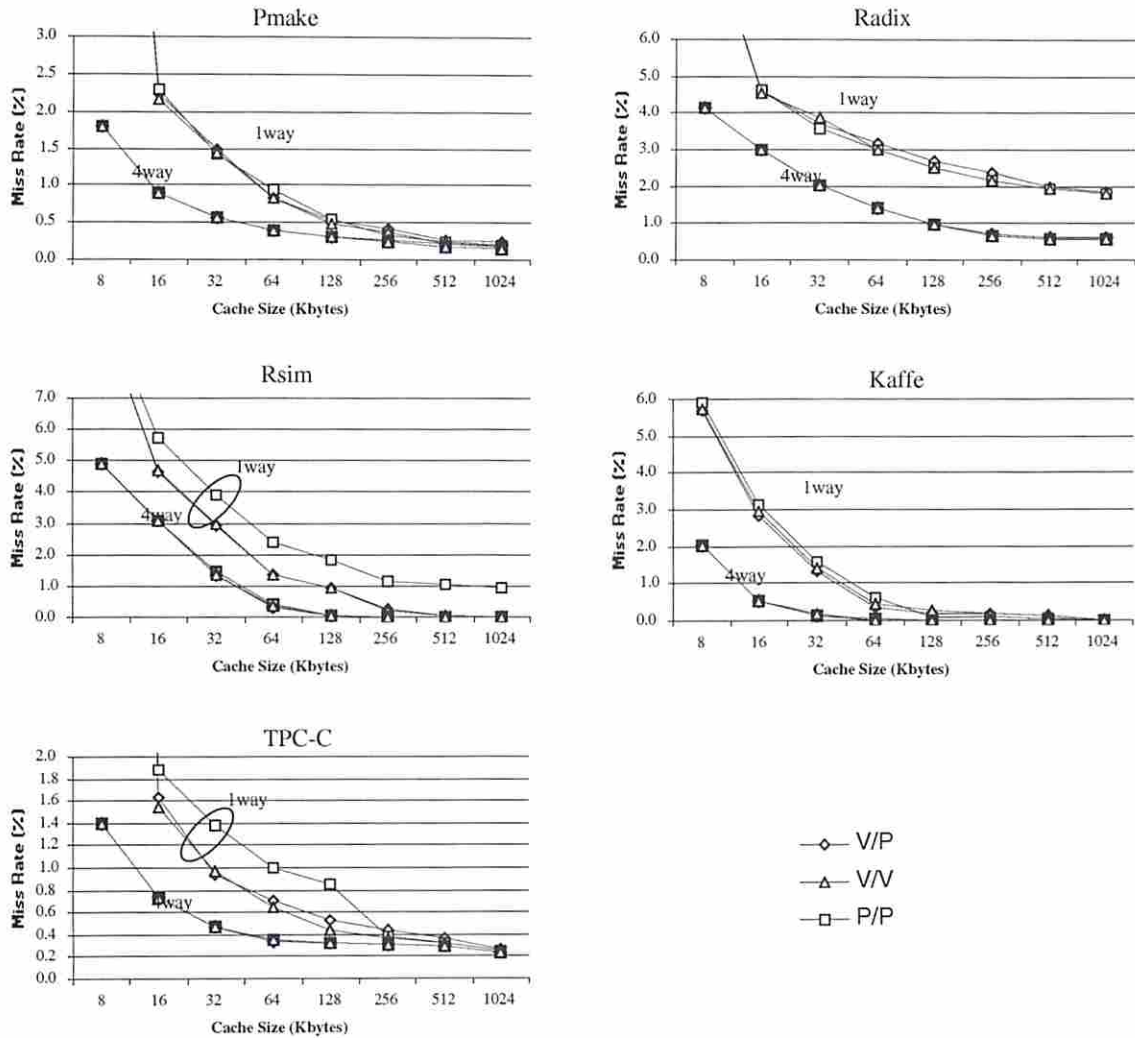 Pmake
3.0
2.5
2.0
1.5
1.0
0.5
0.0
Miss Rate (%)
1way
4way
8 16 32 64 128 256 512 1024
Cache Size (Kbytes)
Radix
6.0
5.0
4.0
3.0
2.0
1.0
0.0
Miss Rate (%)
1way
4way
8 16 32 64 128 256 512 1024
Cache Size (Kbytes)
Rsim
7.0
6.0
5.0
4.0
3.0
2.0
1.0
0.0
Miss Rate (%)
1way
4way
8 16 32 64 128 256 512 1024
Cache Size (Kbytes)
Kaffe
6.0
5.0
4.0
3.0
2.0
1.0
0.0
Miss Rate (%)
1way
4way
8 16 32 64 128 256 512 1024
Cache Size (Kbytes)
TPC-C
2.0
1.8
1.6
1.4
1.2
1.0
0.8
0.6
0.4
0.2
0.0
Miss Rate (%)
1way
8 16 32 64 128 256 512 1024
Cache Size (Kbytes)
V/P
V/V
P/P